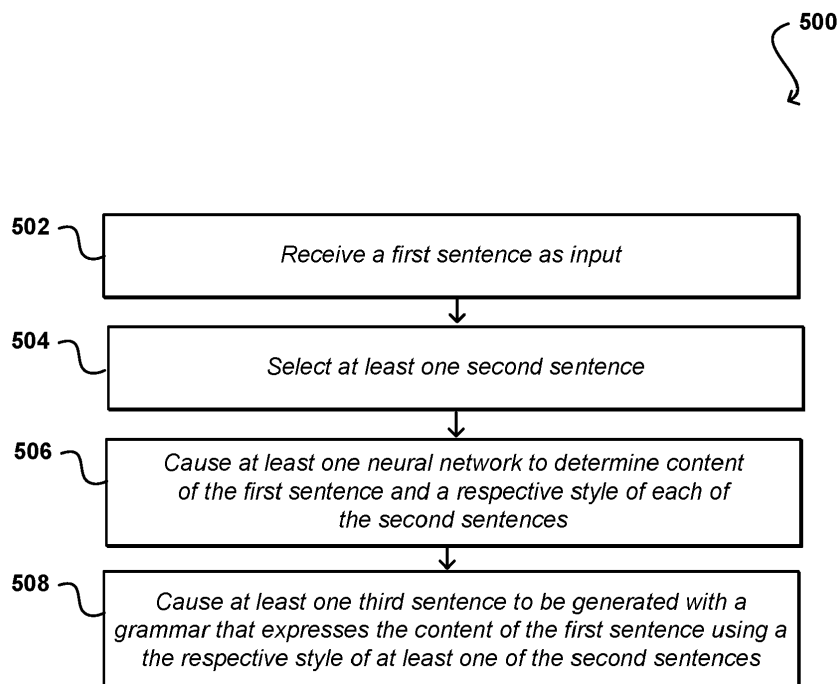 500
502
Receive a first sentence as input
504
Select at least one second sentence
506
Cause at least one neural network to determine content
of the first sentence and a respective style of each of
the second sentences
508
Cause at least one third sentence to be generated with a
grammar that expresses the content of the first sentence using a
the respective style of at least one of the second sentences